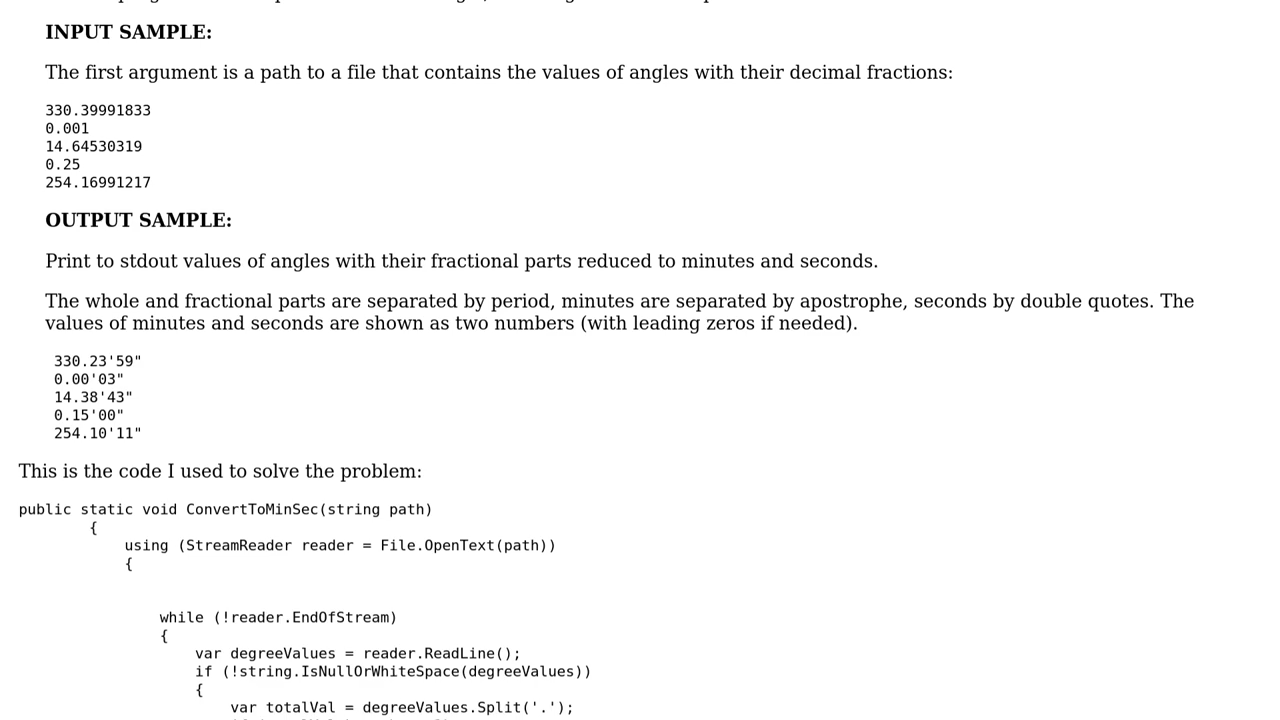 INPUT SAMPLE:
The first argument is a path to a file that contains the values of angles with their decimal fractions:
330.39991833
0.001
14.64530319
0.25
254.16991217
OUTPUT SAMPLE:
Print to stdout values of angles with their fractional parts reduced to minutes and seconds.
The whole and fractional parts are separated by period, minutes are separated by apostrophe, seconds by double quotes. The
values of minutes and seconds are shown as two numbers (with leading zeros if needed).
330.23'59"
0.00'03"
14.38'43"
0.15'00"
254.10'11"
This is the code I used to solve the problem:
public static void ConvertToMinSec(string path)
{
using (StreamReader reader = File.OpenText(path))
{
while (!reader.EndOfStream)
{
var degreeValues = reader.ReadLine();
if (!string.IsNullOrWhiteSpace(degreeValues))
{
var totalVal = degreeValues.Split('.');